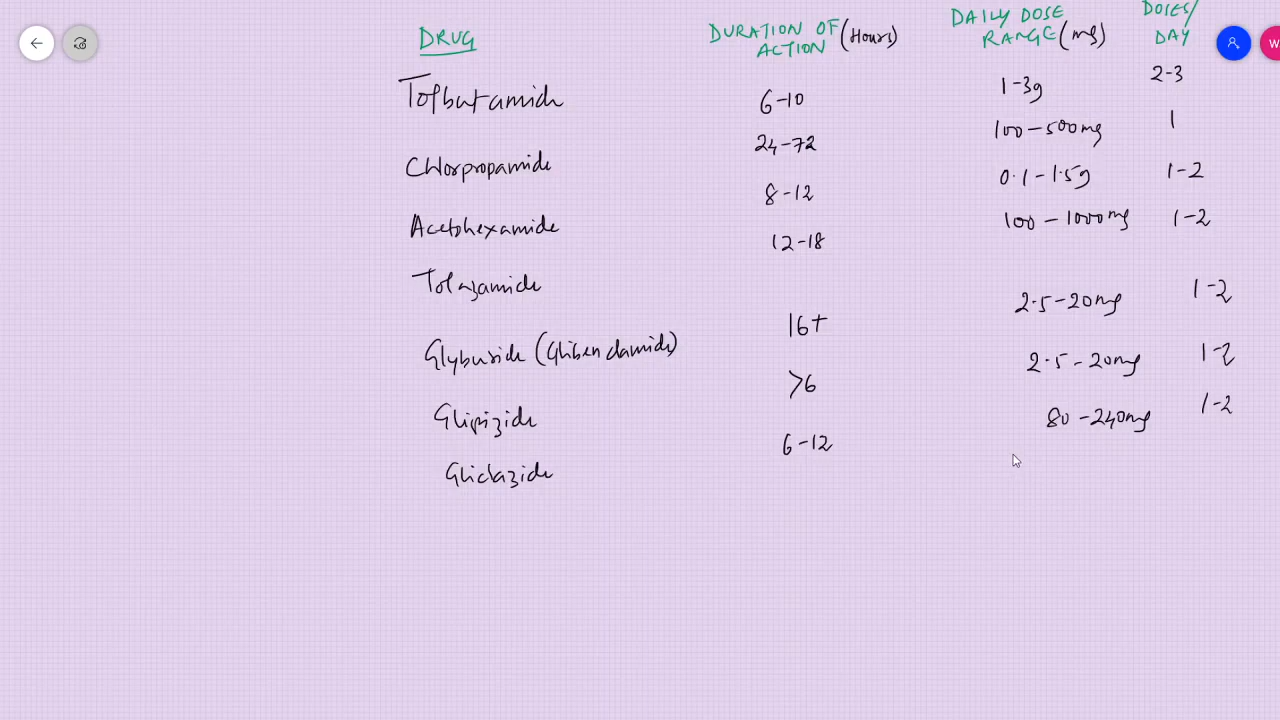 DRUG DURATION OF ACTION (Hours) DAILY DOSE RANGE (mg) DOSES/DAY
Tolbutamide 6-10 1-3g 2-3
Chlorpropamide 24-72 100-500mg 1
Acetohexamide 8-12 0.1-1.5g 1-2
Tolazamide 12-18 100-1000mg 1-2
Glyburide (Glibenclamide) 16+ 2.5-20mg 1-2
Glipizide >6 2.5-20mg 1-2
Gliclazide 6-12 80-240mg 1-2
W